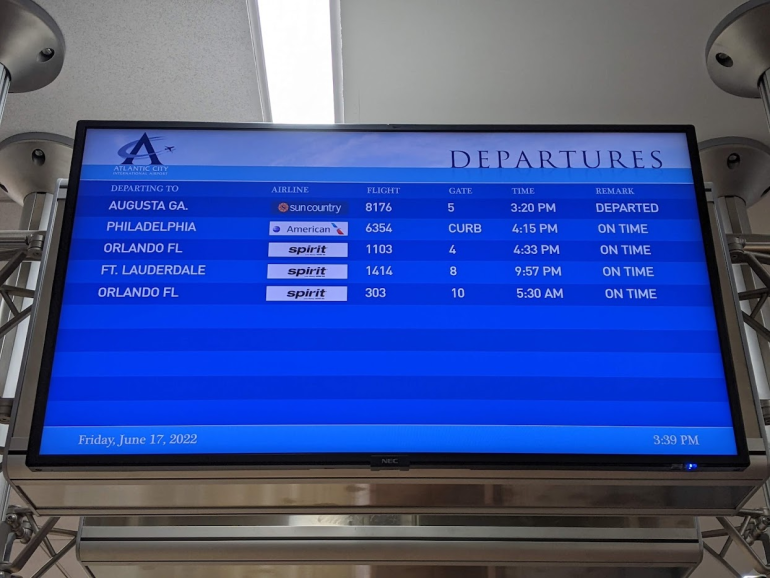 ATLANTIC CITY
INTERNATIONAL AIRPORT
DEPARTURES
DEPARTING TO AIRLINE FLIGHT GATE TIME REMARK
AUGUSTA GA. sun country 8176 5 3:20 PM DEPARTED
PHILADELPHIA American 6354 CURB 4:15 PM ON TIME
ORLANDO FL spirit 1103 4 4:33 PM ON TIME
FT. LAUDERDALE spirit 1414 8 9:57 PM ON TIME
ORLANDO FL spirit 303 10 5:30 AM ON TIME
Friday, June 17, 2022 3:39 PM
NEC